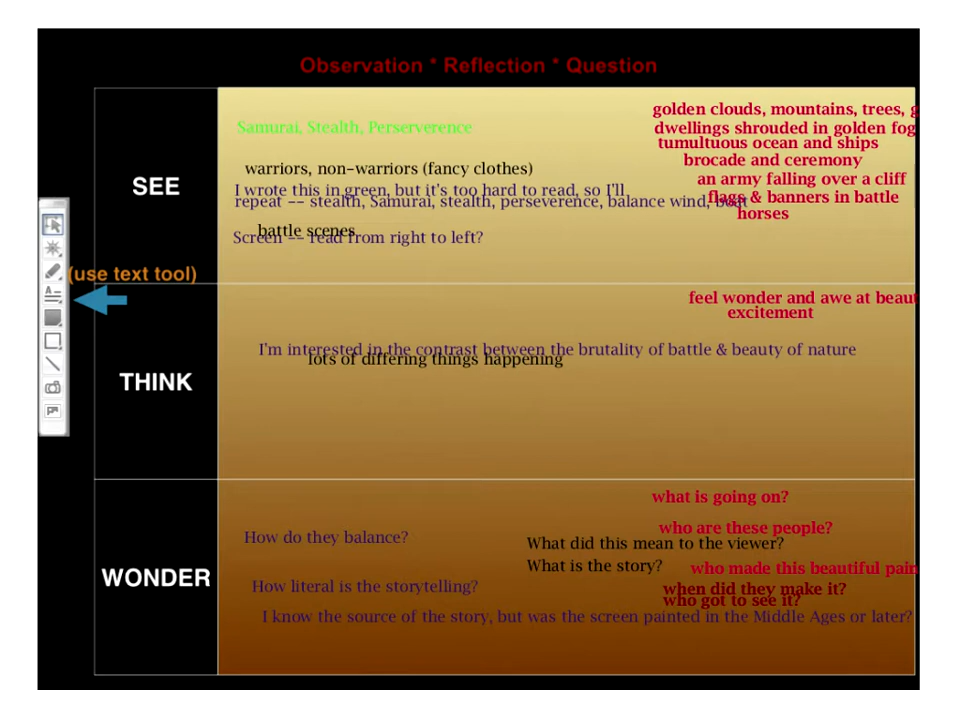 Observation * Reflection * Question
SEE
Samurai, Stealth, Perserverence
warriors, non-warriors (fancy clothes)
I wrote this in green, but it's too hard to read, so I'll
repeat -- stealth, Samurai, stealth, perseverence, balance wind, boat
battle scenes
Screen -- read from right to left?
golden clouds, mountains, trees, g
dwellings shrouded in golden fog
tumultuous ocean and ships
brocade and ceremony
an army falling over a cliff
flags & banners in battle
horses
(use text tool)
THINK
feel wonder and awe at beaut
excitement
I'm interested in the contrast between the brutality of battle & beauty of nature
lots of differing things happening
WONDER
what is going on?
who are these people?
How do they balance?
What did this mean to the viewer?
What is the story?
who made this beautiful pain
How literal is the storytelling?
when did they make it?
who got to see it?
I know the source of the story, but was the screen painted in the Middle Ages or later?